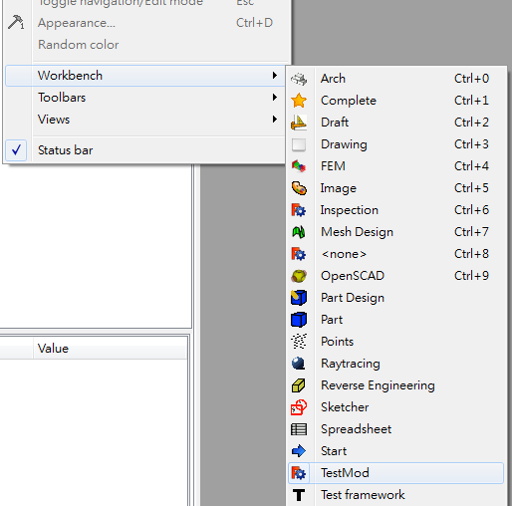 Toggle navigation/Edit mode Esc
Appearance... Ctrl+D
Random color
Workbench
Toolbars
Views
Status bar
Value
Arch Ctrl+0
Complete Ctrl+1
Draft Ctrl+2
Drawing Ctrl+3
FEM Ctrl+4
Image Ctrl+5
Inspection Ctrl+6
Mesh Design Ctrl+7
<none> Ctrl+8
OpenSCAD Ctrl+9
Part Design
Part
Points
Raytracing
Reverse Engineering
Sketcher
Spreadsheet
Start
TestMod
Test framework